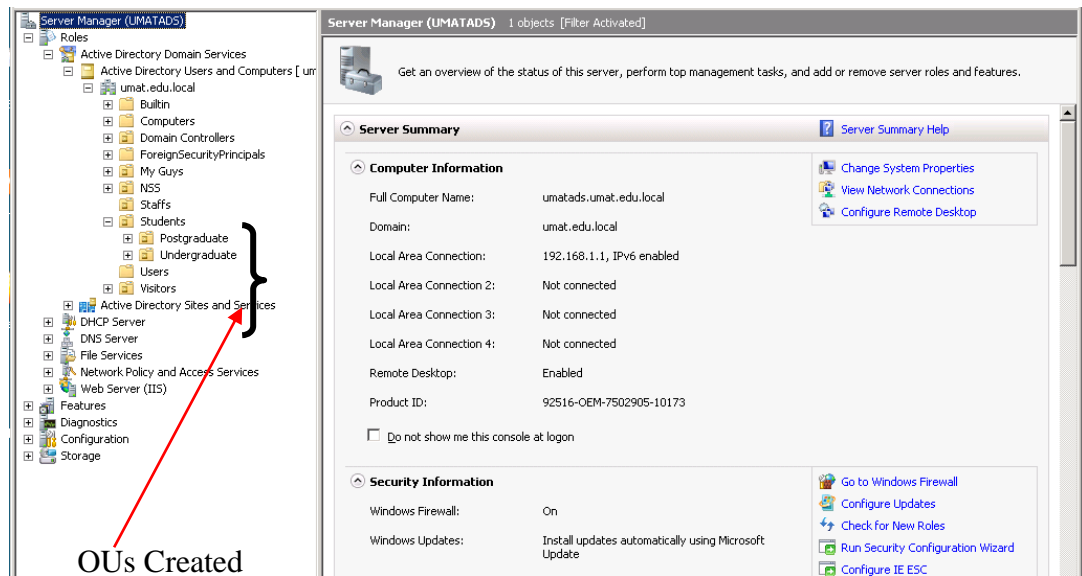 Server Manager (UMATADS)
Roles
Active Directory Domain Services
Active Directory Users and Computers [ um
umat.edu.local
Builtin
Computers
Domain Controllers
ForeignSecurityPrincipals
My Guys
NSS
Staffs
Students
Postgraduate
Undergraduate
Users
Visitors
Active Directory Sites and Services
DHCP Server
DNS Server
File Services
Network Policy and Access Services
Web Server (IIS)
Features
Diagnostics
Configuration
Storage
OUs Created
Server Manager (UMATADS) 1 objects [Filter Activated]
Get an overview of the status of this server, perform top management tasks, and add or remove server roles and features.
Server Summary
Server Summary Help
Computer Information
Full Computer Name: umatads.umat.edu.local
Domain: umat.edu.local
Local Area Connection: 192.168.1.1, IPv6 enabled
Local Area Connection 2: Not connected
Local Area Connection 3: Not connected
Local Area Connection 4: Not connected
Remote Desktop: Enabled
Product ID: 92516-OEM-7502905-10173
Do not show me this console at logon
Change System Properties
View Network Connections
Configure Remote Desktop
Security Information
Windows Firewall: On
Windows Updates: Install updates automatically using Microsoft
Update
Go to Windows Firewall
Configure Updates
Check for New Roles
Run Security Configuration Wizard
Configure IE ESC